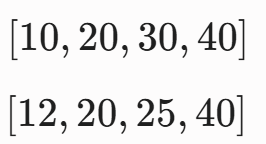 [10, 20, 30, 40]
[12, 20, 25, 40]